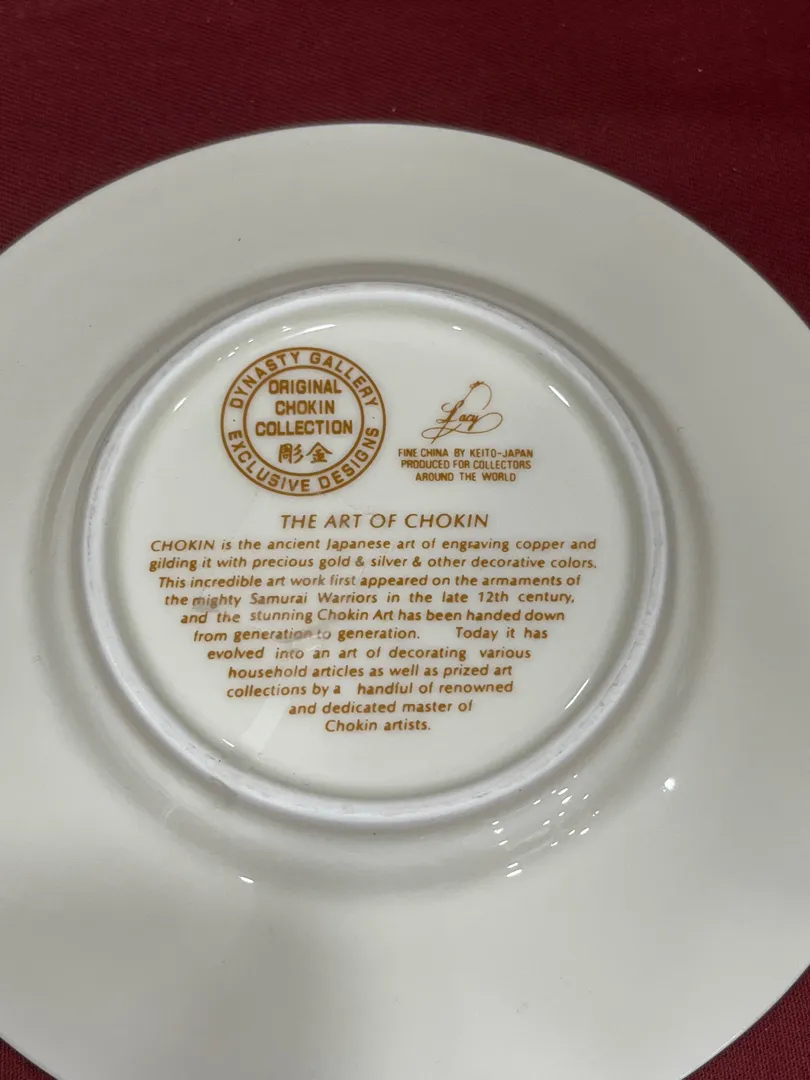 DYNASTY GALLERY
ORIGINAL
CHOKIN
COLLECTION
彫金
EXCLUSIVE DESIGNS
Lacy
FINE CHINA BY KEITO-JAPAN
PRODUCED FOR COLLECTORS
AROUND THE WORLD
THE ART OF CHOKIN
CHOKIN is the ancient Japanese art of engraving copper and
gilding it with precious gold & silver & other decorative colors.
This incredible art work first appeared on the armaments of
the mighty Samurai Warriors in the late 12th century,
and the stunning Chokin Art has been handed down
from generation to generation. Today it has
evolved into an art of decorating various
household articles as well as prized art
collections by a handful of renowned
and dedicated master of
Chokin artists.